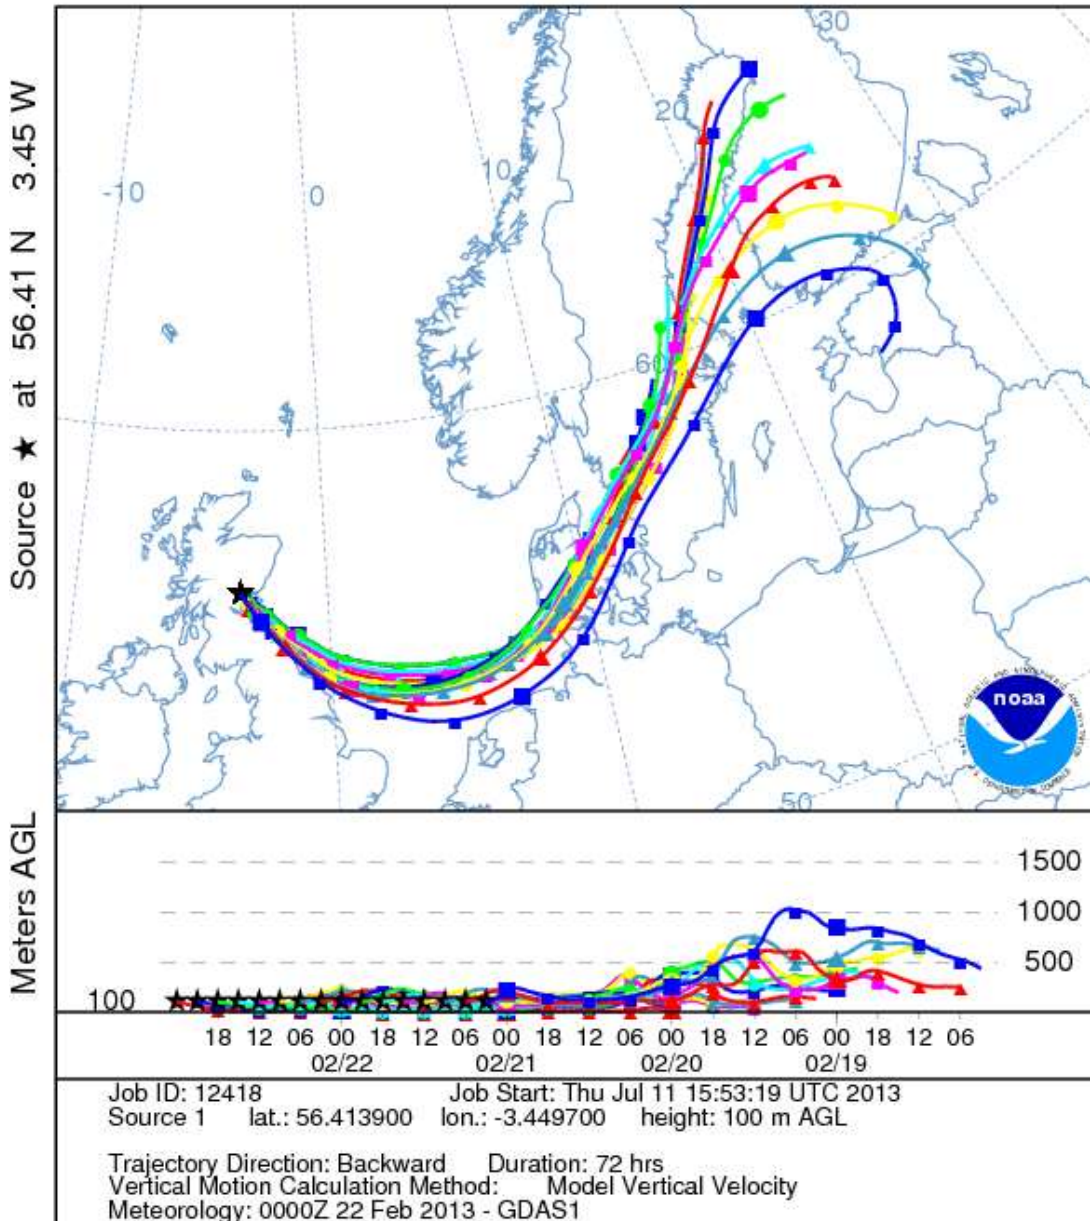 Source ★ at 56.41 N 3.45 W
30
20
10
-10
0
60
noaa
50
Meters AGL
1500
1000
500
100
18 12 06 00 18 12 06 00 18 12 06 00 18 12 06 00 18 12 06
02/22 02/21 02/20 02/19
Job ID: 12418 Job Start: Thu Jul 11 15:53:19 UTC 2013
Source 1 lat.: 56.413900 lon.: -3.449700 height: 100 m AGL
Trajectory Direction: Backward Duration: 72 hrs
Vertical Motion Calculation Method: Model Vertical Velocity
Meteorology: 0000Z 22 Feb 2013 - GDAS1